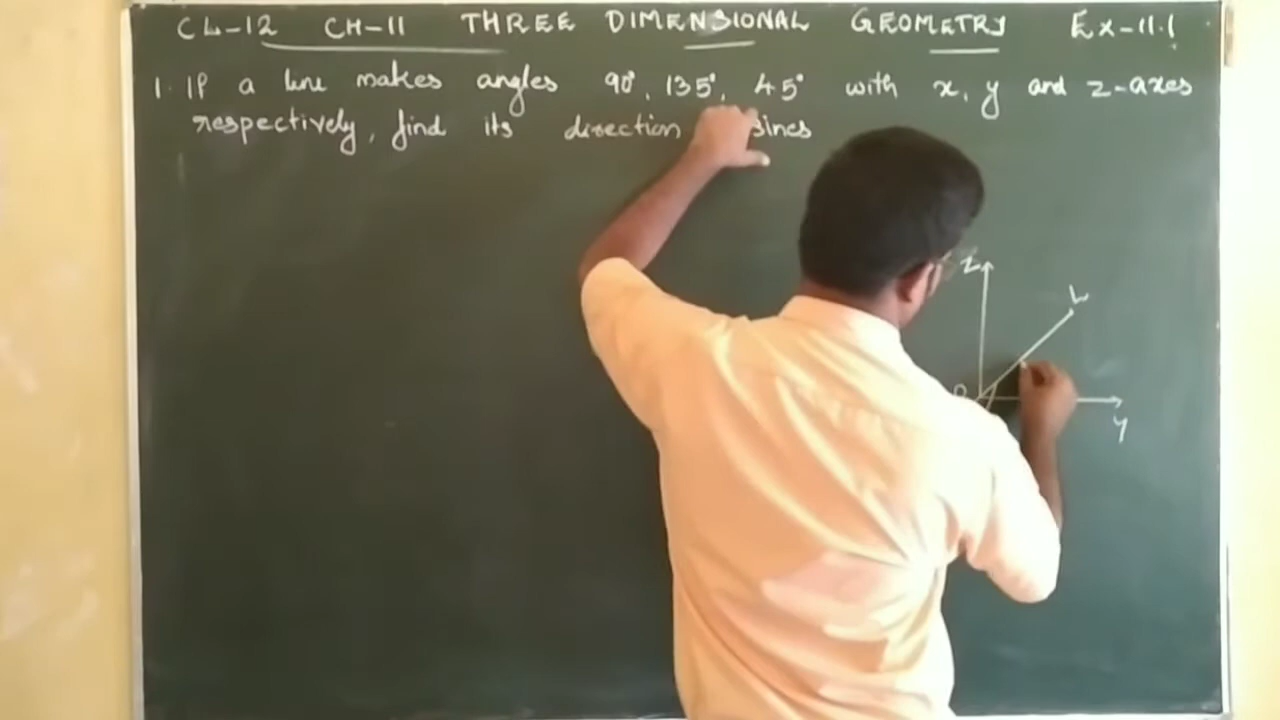 CL-12 CH-11 THREE DIMENSIONAL GEOMETRY Ex-11.1
1. If a line makes angles 90°, 135°, 45° with x, y and z-axes
respectively, find its direction sines
Z
L
O
Y